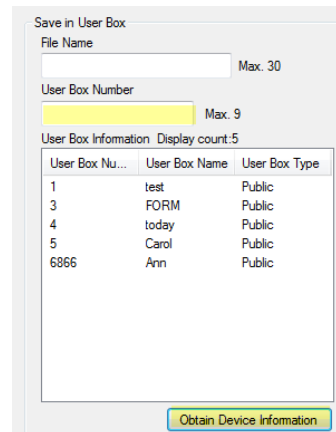 Save in User Box
File Name
Max. 30
User Box Number
Max. 9
User Box Information Display count:5
User Box Nu... User Box Name User Box Type
1 test Public
3 FORM Public
4 today Public
5 Carol Public
6866 Ann Public
Obtain Device Information